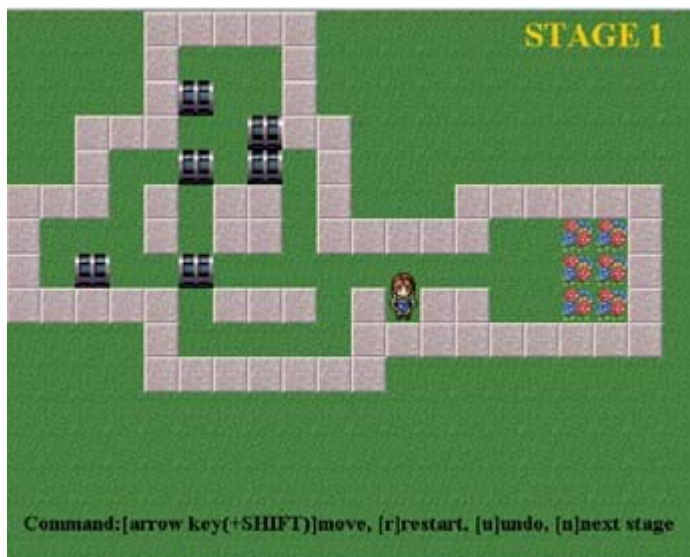 STAGE 1
Command:[arrow key(+SHIFT)]move, [r]restart, [u]undo, [n]next stage